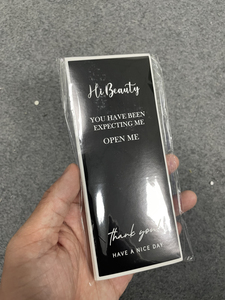 Hi Beauty
YOU HAVE BEEN
EXPECTING ME
OPEN ME
thank you!
HAVE A NICE DAY